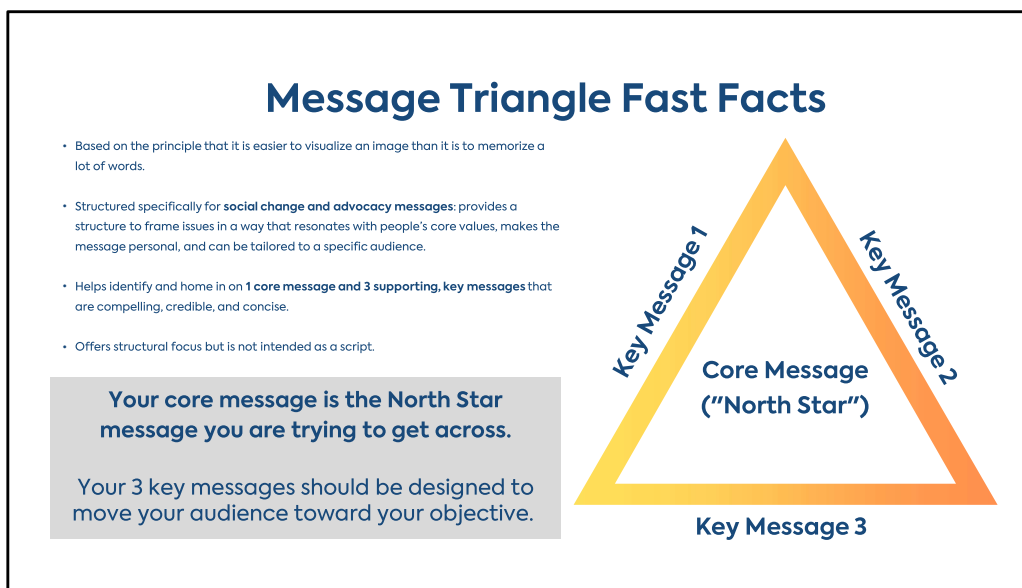 Message Triangle Fast Facts
• Based on the principle that it is easier to visualize an image than it is to memorize a
lot of words.
• Structured specifically for social change and advocacy messages: provides a
structure to frame issues in a way that resonates with people's core values, makes the
message personal, and can be tailored to a specific audience.
• Helps identify and home in on 1 core message and 3 supporting, key messages that
are compelling, credible, and concise.
• Offers structural focus but is not intended as a script.
Your core message is the North Star
message you are trying to get across.
Your 3 key messages should be designed to
move your audience toward your objective.
Key Message 1
Key Message 2
Core Message
("North Star")
Key Message 3